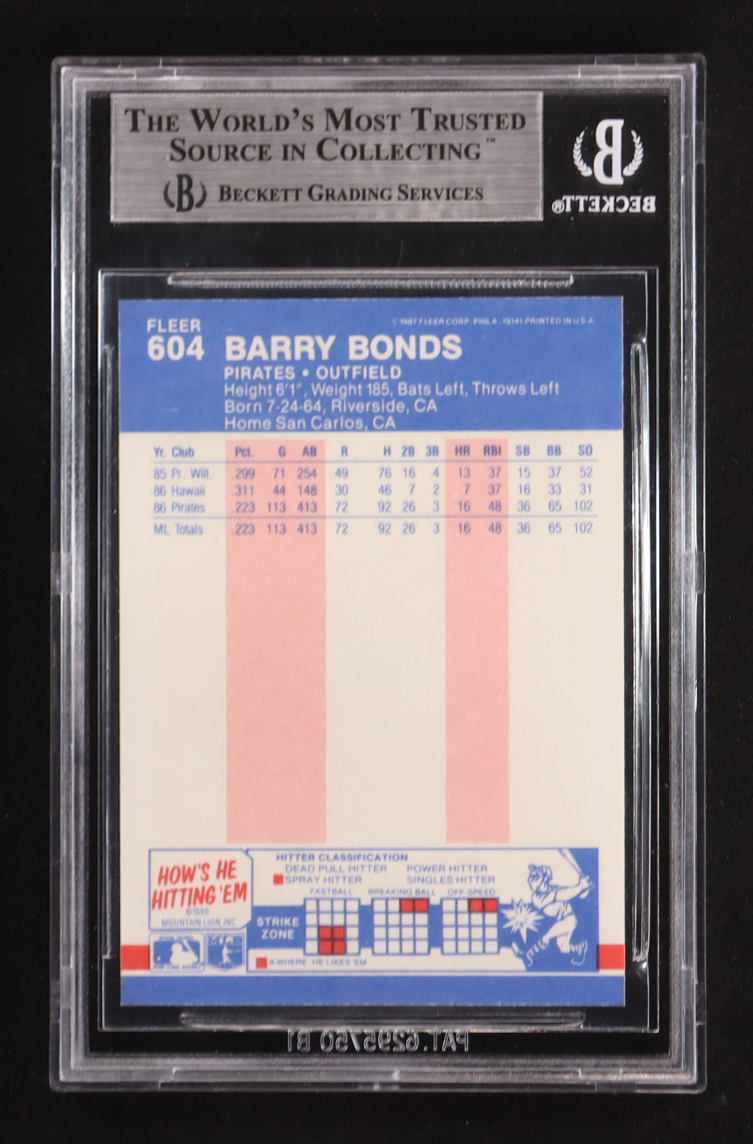 THE WORLD'S MOST TRUSTED
SOURCE IN COLLECTING™
B BECKETT GRADING SERVICES
B
BECKETT®
© 1987 FLEER CORP. PHILA. 19141-PRINTED IN U.S.A.
FLEER
604 BARRY BONDS
PIRATES • OUTFIELD
Height 6'1", Weight 185, Bats Left, Throws Left
Born 7-24-64, Riverside, CA
Home San Carlos, CA
Yr. Club Pct. G AB R H 2B 3B HR RBI SB BB SO
85 Pr. Will. .299 71 254 49 76 16 4 13 37 15 37 52
86 Hawaii .311 44 148 30 46 7 2 7 37 16 33 31
86 Pirates .223 113 413 72 92 26 3 16 48 36 65 102
ML Totals .223 113 413 72 92 26 3 16 48 36 65 102
HOW'S HE
HITTING 'EM
©1986
MOUNTAIN LION INC
HITTER CLASSIFICATION
DEAD PULL HITTER POWER HITTER
SPRAY HITTER SINGLES HITTER
FASTBALL BREAKING BALL OFF-SPEED
STRIKE
ZONE
= WHERE HE LIKES 'EM
PAT. 6295750 B1